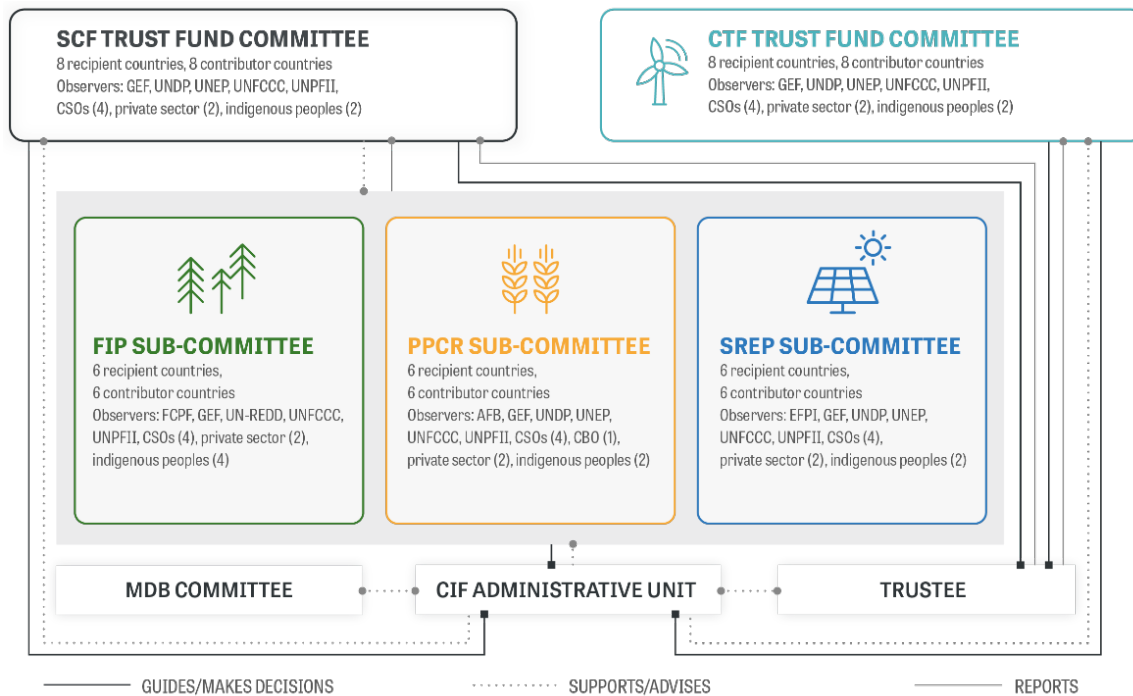 SCF TRUST FUND COMMITTEE
8 recipient countries, 8 contributor countries
Observers: GEF, UNDP, UNEP, UNFCCC, UNPFII,
CSOs (4), private sector (2), indigenous peoples (2)
CTF TRUST FUND COMMITTEE
8 recipient countries, 8 contributor countries
Observers: GEF, UNDP, UNEP, UNFCCC, UNPFII,
CSOs (4), private sector (2), indigenous peoples (2)
FIP SUB-COMMITTEE
6 recipient countries,
6 contributor countries
Observers: FCPF, GEF, UN-REDD, UNFCCC,
UNPFII, CSOs (4), private sector (2),
indigenous peoples (4)
PPCR SUB-COMMITTEE
6 recipient countries,
6 contributor countries
Observers: AFB, GEF, UNDP, UNEP,
UNFCCC, UNPFII, CSOs (4), CBO (1),
private sector (2), indigenous peoples (2)
SREP SUB-COMMITTEE
6 recipient countries,
6 contributor countries
Observers: EFPI, GEF, UNDP, UNEP,
UNFCCC, UNPFII, CSOs (4),
private sector (2), indigenous peoples (2)
MDB COMMITTEE
CIF ADMINISTRATIVE UNIT
TRUSTEE
GUIDES/MAKES DECISIONS
SUPPORTS/ADVISES
REPORTS